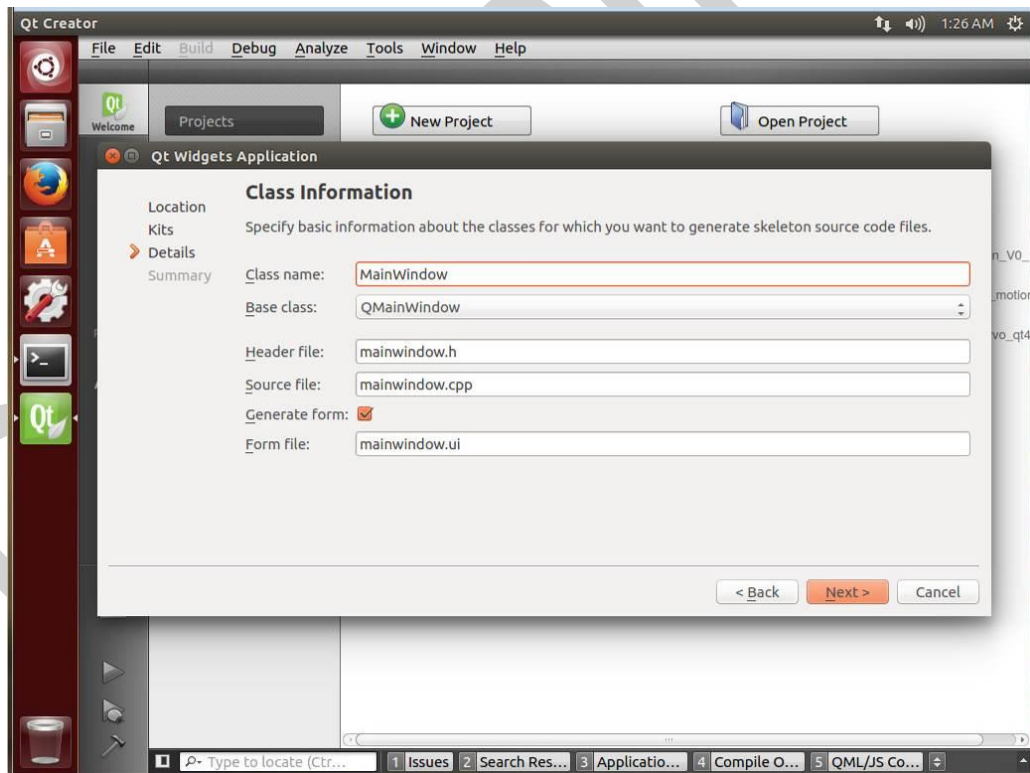 Qt Creator
1:26 AM
File Edit Build Debug Analyze Tools Window Help
Qt
Welcome
Projects
New Project
Open Project
Qt Widgets Application
Class Information
Location
Kits
Details
Summary
Specify basic information about the classes for which you want to generate skeleton source code files.
Class name: MainWindow
Base class: QMainWindow
Header file: mainwindow.h
Source file: mainwindow.cpp
Generate form:
Form file: mainwindow.ui
n_V0_
_motion
vo_qt4
< Back Next > Cancel
Qt
Type to locate (Ctr...
1 Issues 2 Search Res... 3 Applicatio... 4 Compile O... 5 QML/JS Co...